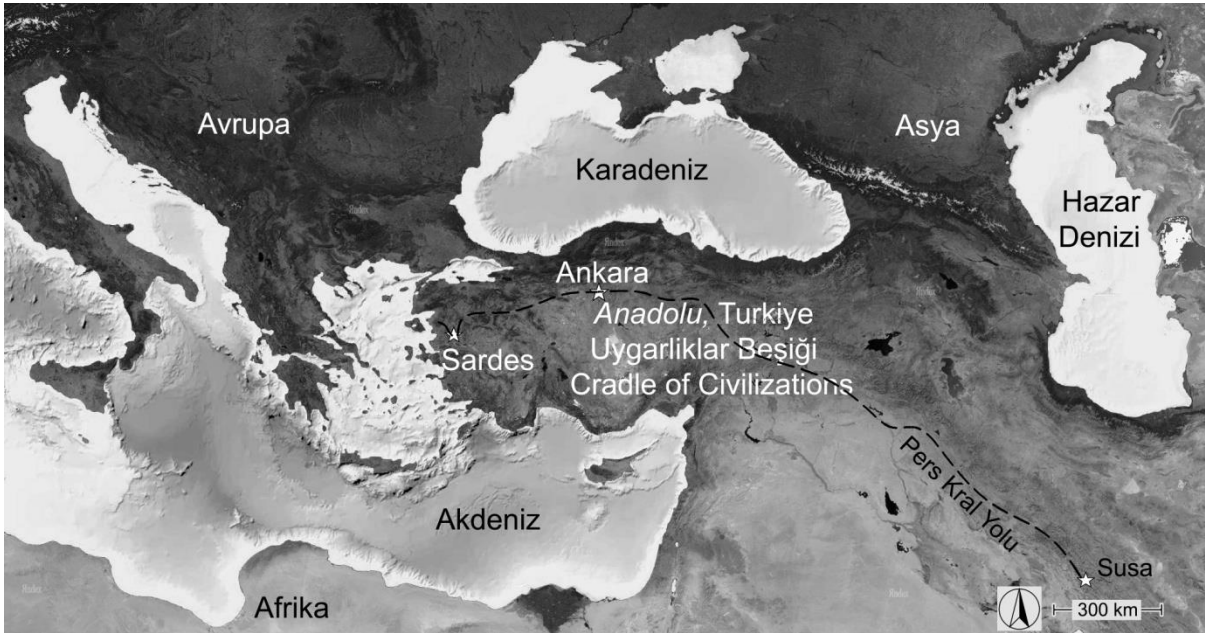 Avrupa
Asya
Karadeniz
Hazar
Denizi
Ankara
Anadolu, Turkiye
Uygarliklar Beşiği
Cradle of Civilizations
Sardes
Pers Kral Yolu
Akdeniz
Susa
Afrika
300 km